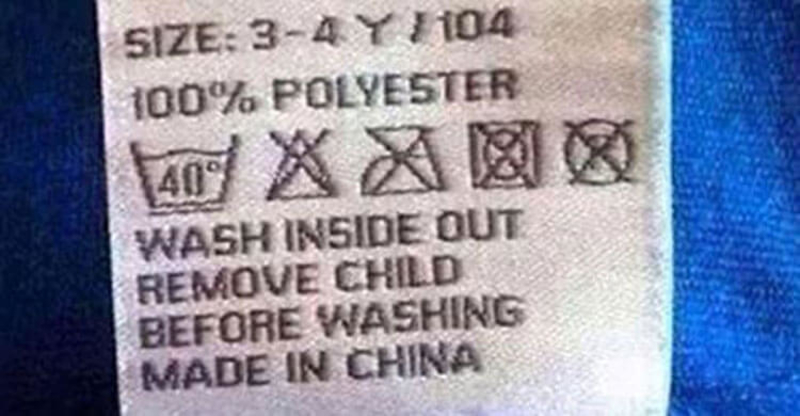 SIZE: 3-4 Y / 104
100% POLYESTER
40°
WASH INSIDE OUT
REMOVE CHILD
BEFORE WASHING
MADE IN CHINA